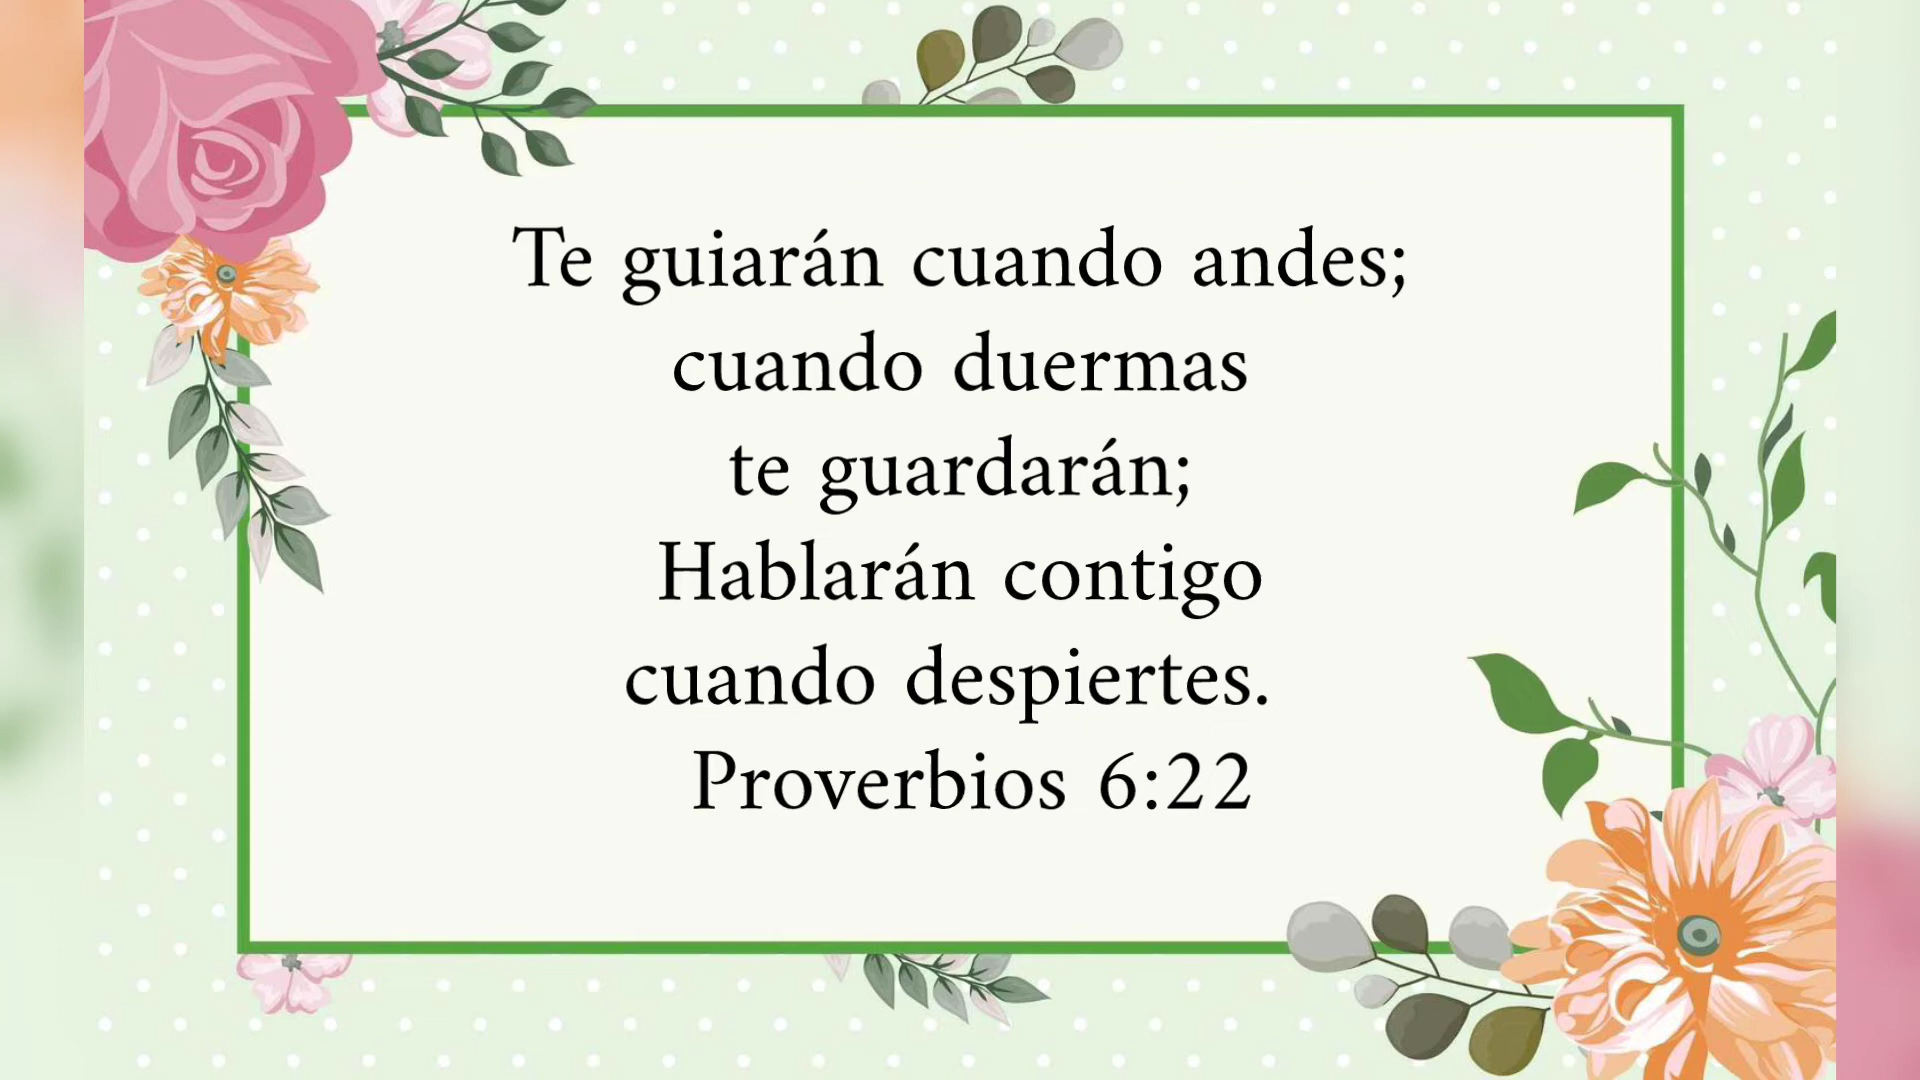 Te guiarán cuando andes;
cuando duermas
te guardarán;
Hablarán contigo
cuando despiertes.
Proverbios 6:22